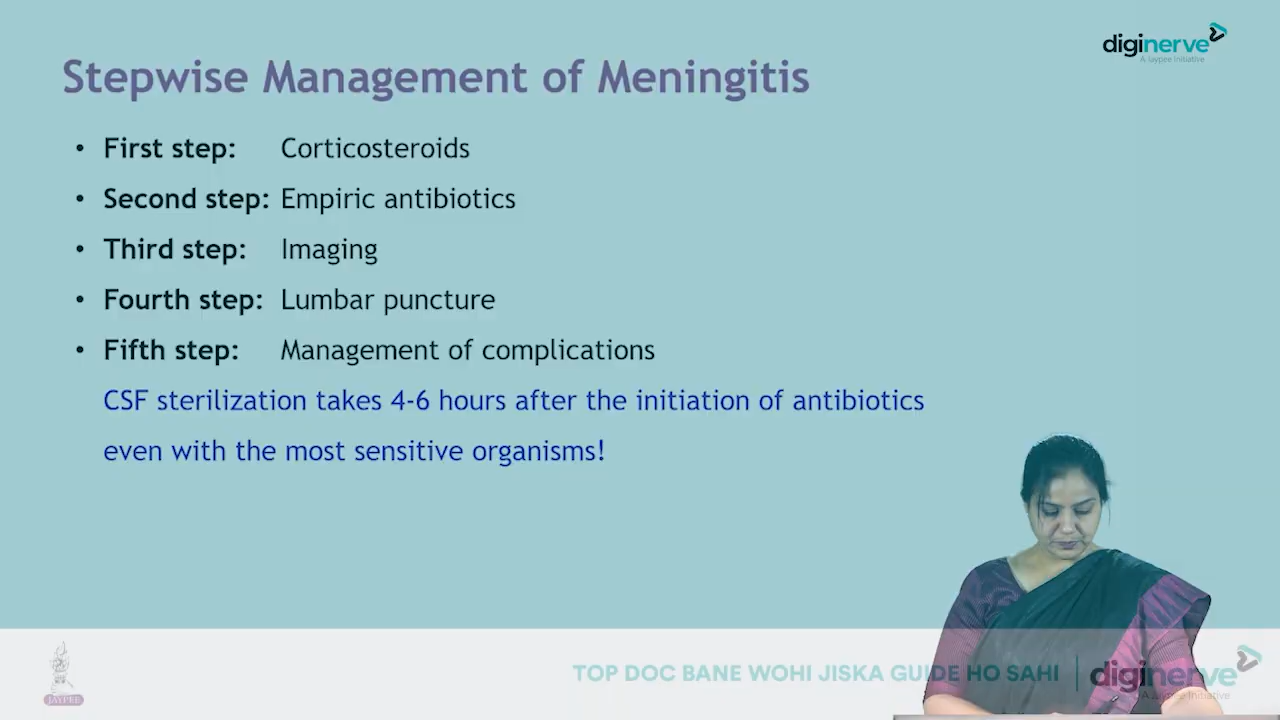 diginerve
A Jaypee Initiative
Stepwise Management of Meningitis
• First step: Corticosteroids
• Second step: Empiric antibiotics
• Third step: Imaging
• Fourth step: Lumbar puncture
• Fifth step: Management of complications
CSF sterilization takes 4-6 hours after the initiation of antibiotics
even with the most sensitive organisms!
JAYPEE
TOP DOC BANE WOHI JISKA GUIDE HO SAHI
diginerve
A Jaypee Initiative